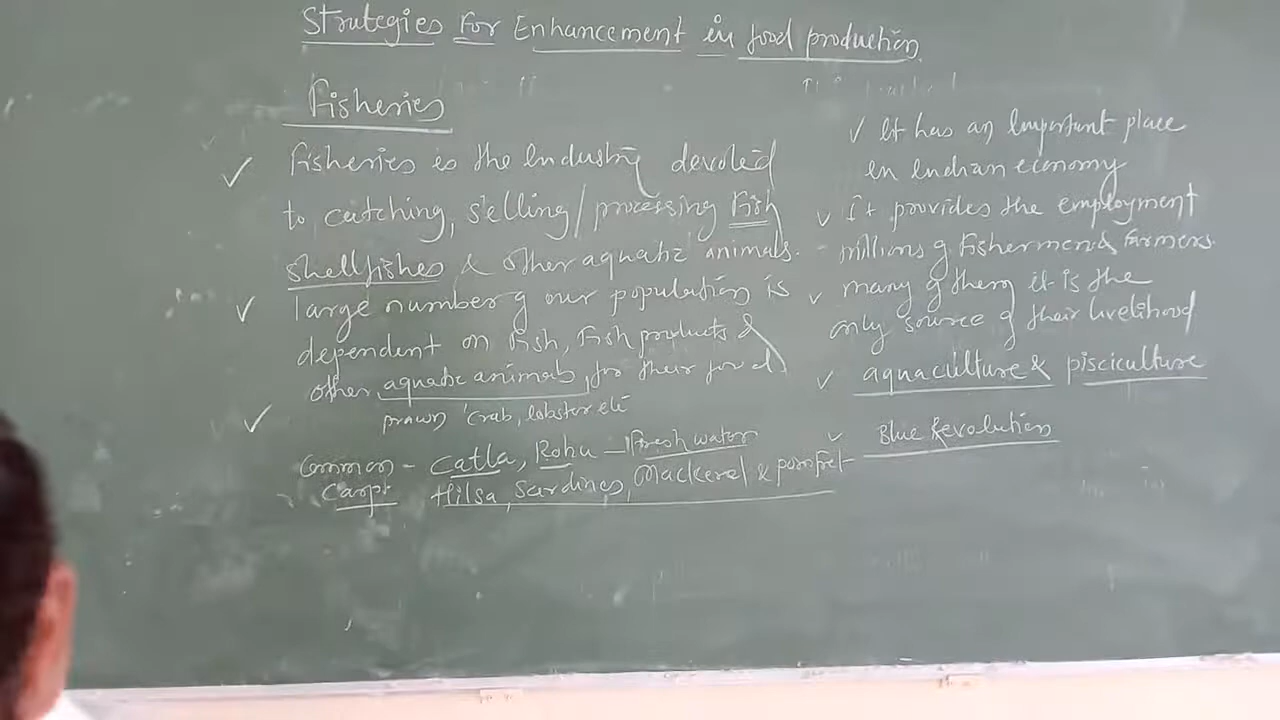 Strategies For Enhancement in food production
Fisheries
✓ Fisheries is the Industry devoted
to catching, selling/processing Fish
shellfishes & other aquatic animals.
✓ large number of our population is
dependent on Fish, Fish products &
other aquatic animals, for their food
prawn, crab, lobster etc
✓
Common - Catla, Rohu - Fresh water
Carp. Hilsa, Sardines, Mackerel & pomfret
✓ It has an Important place
in Indian economy
✓ It provides the employment
millions of Fishermen & farmers.
✓ many of them it is the
only source of their livelihood
✓ aquaculture & pisciculture
✓ Blue Revolution